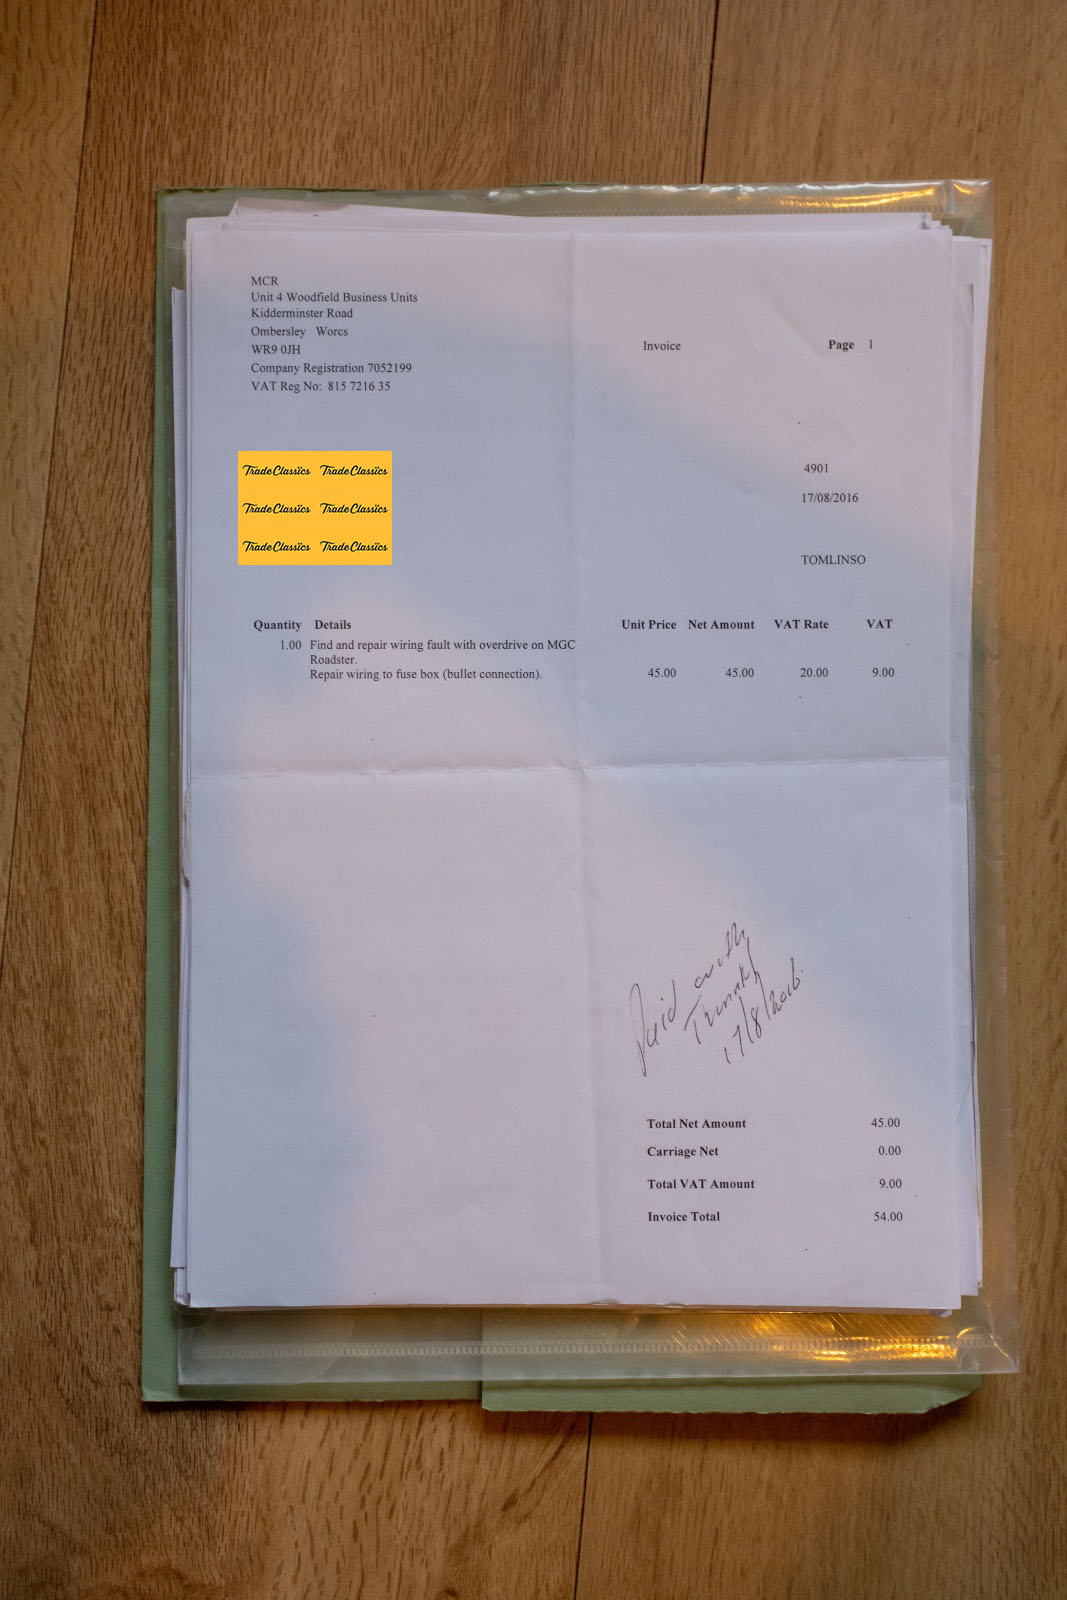 MCR
Unit 4 Woodfield Business Units
Kidderminster Road
Ombersley Worcs
WR9 0JH
Company Registration 7052199
VAT Reg No: 815 7216 35
Invoice
Page 1
TradeClassics TradeClassics
TradeClassics TradeClassics
TradeClassics TradeClassics
4901
17/08/2016
TOMLINSO
Quantity Details Unit Price Net Amount VAT Rate VAT
1.00 Find and repair wiring fault with overdrive on MGC
Roadster.
Repair wiring to fuse box (bullet connection). 45.00 45.00 20.00 9.00
Paid with
17/8/2016
Total Net Amount 45.00
Carriage Net 0.00
Total VAT Amount 9.00
Invoice Total 54.00